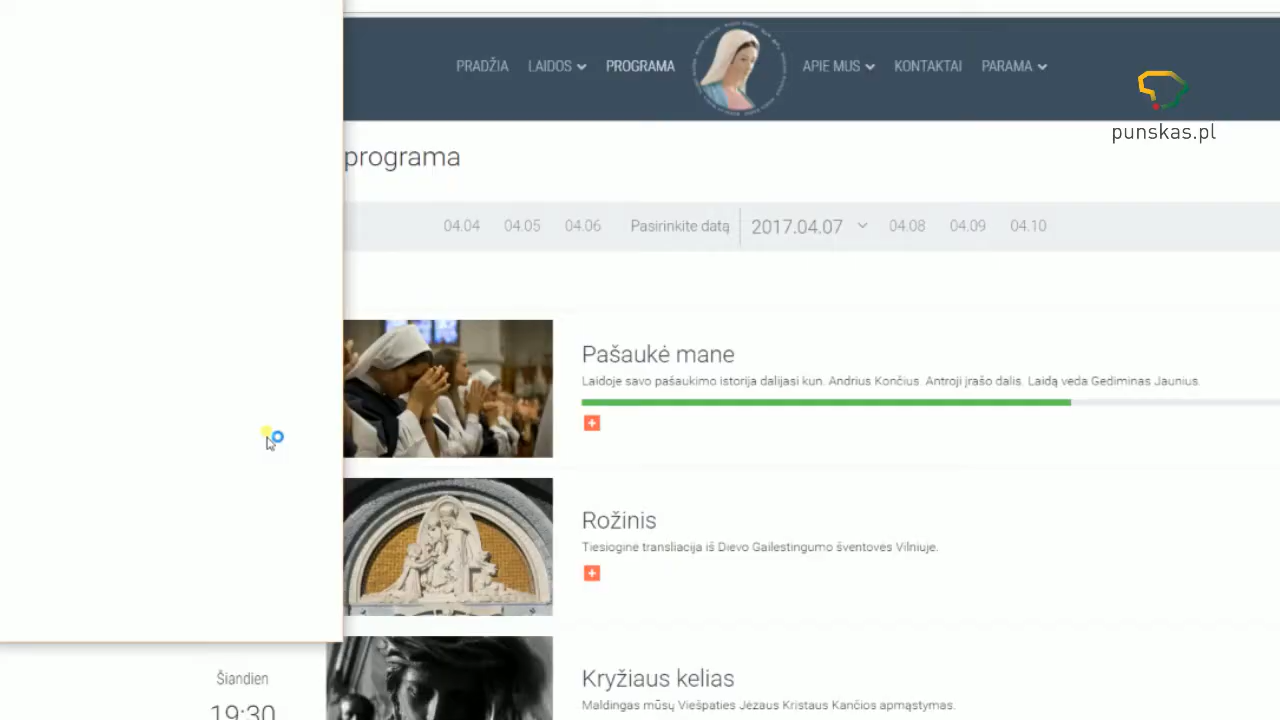 PRADŽIA LAIDOS PROGRAMA APIE MUS KONTAKTAI PARAMA
punskas.pl
programa
04.04 04.05 04.06 Pasirinkite datą 2017.04.07 04.08 04.09 04.10
Pašaukė mane
Laidoje savo pašaukimo istorija dalijasi kun. Andrius Končius. Antroji įrašo dalis. Laidą veda Gediminas Jaunius.
Rožinis
Tiesioginė transliacija iš Dievo Gailestingumo šventovės Vilniuje.
Šiandien
19:30
Kryžiaus kelias
Maldingas mūsų Viešpaties Jėzaus Kristaus Kančios apmąstymas.